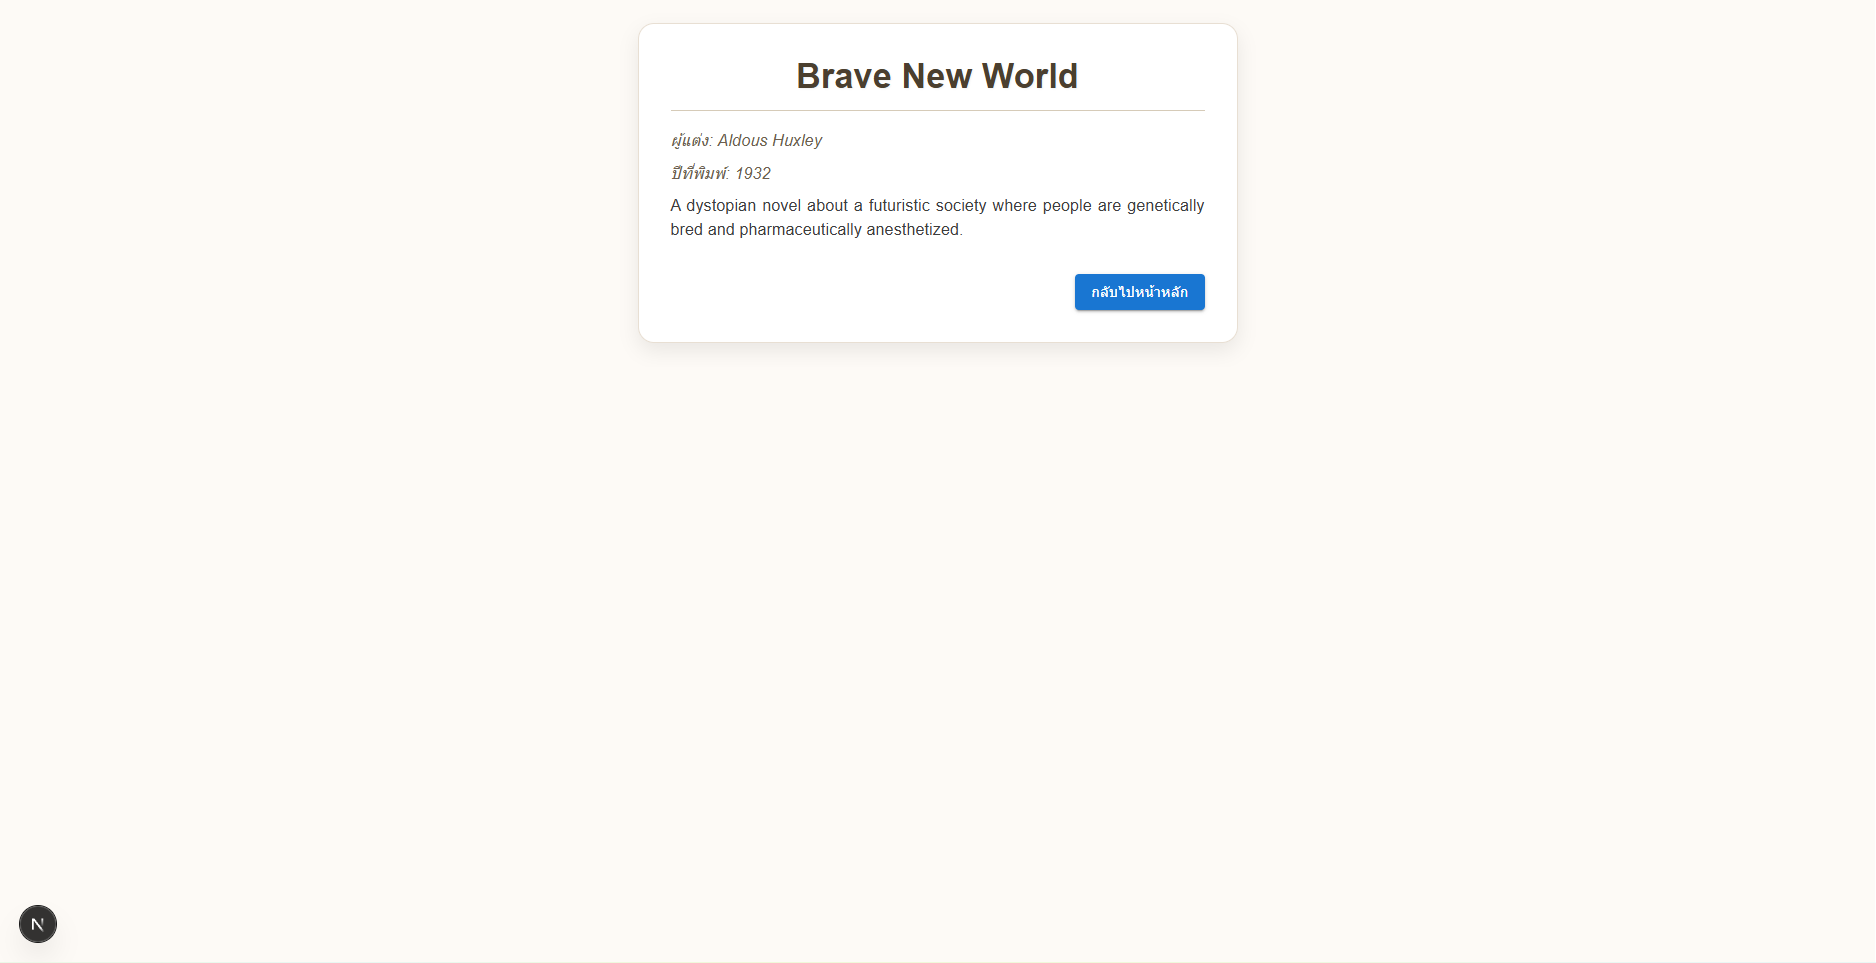 Brave New World
ผู้แต่ง: Aldous Huxley
ปีที่พิมพ์: 1932
A dystopian novel about a futuristic society where people are genetically
bred and pharmaceutically anesthetized.
กลับไปหน้าหลัก
N